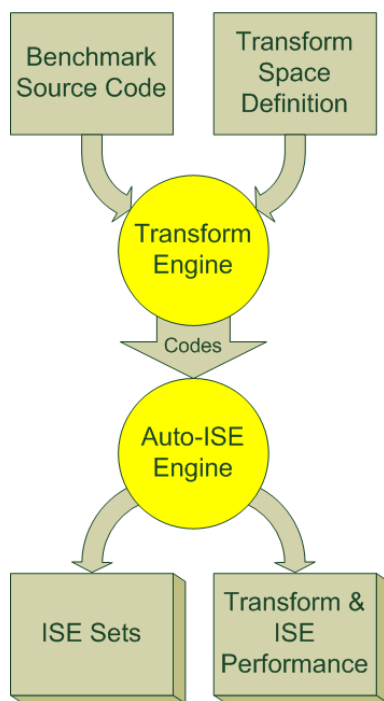 Benchmark
Source Code
Transform
Space
Definition
Transform
Engine
Codes
Auto-ISE
Engine
ISE Sets
Transform &
ISE
Performance